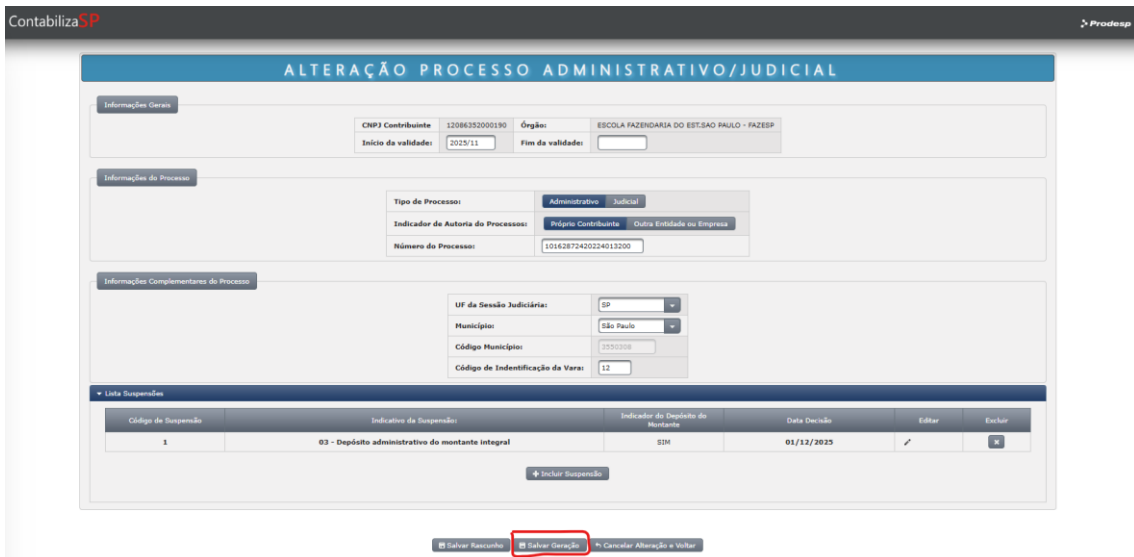 ContabilizaSP
Prodesp
ALTERAÇÃO PROCESSO ADMINISTRATIVO/JUDICIAL
Informações Gerais
CNPJ Contribuinte 12086352000190 Órgão: ESCOLA FAZENDARIA DO EST.SAO PAULO - FAZESP
Início da validade: 2025/11 Fim da validade:
Informações do Processo
Tipo de Processo: Administrativo Judicial
Indicador de Autoria do Processos: Próprio Contribuinte Outra Entidade ou Empresa
Número do Processo: 10162872420224013200
Informações Complementares do Processo
UF da Sessão Judiciária: SP
Município: São Paulo
Código Município: 3550308
Código de Indentificação da Vara: 12
Lista Suspensões
Código de Suspensão Indicativo da Suspensão: Indicador do Depósito do Montante Data Decisão Editar Excluir
1 03 - Depósito administrativo do montante integral SIM 01/12/2025
+ Incluir Suspensão
Salvar Rascunho Salvar Geração Cancelar Alteração e Voltar